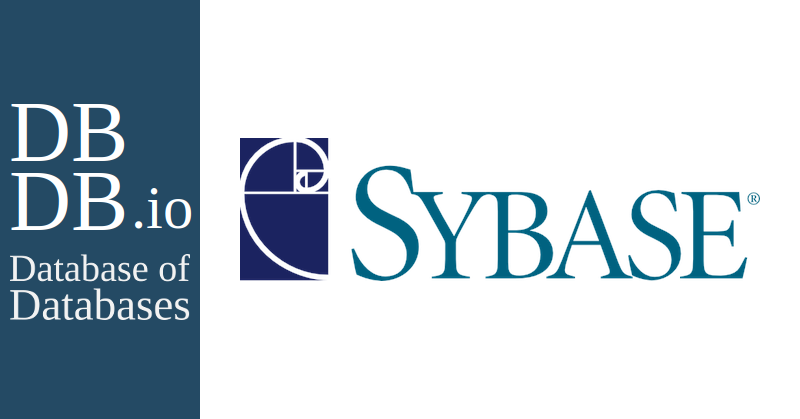 DB
DB.io
Database of
Databases
SYBASE®